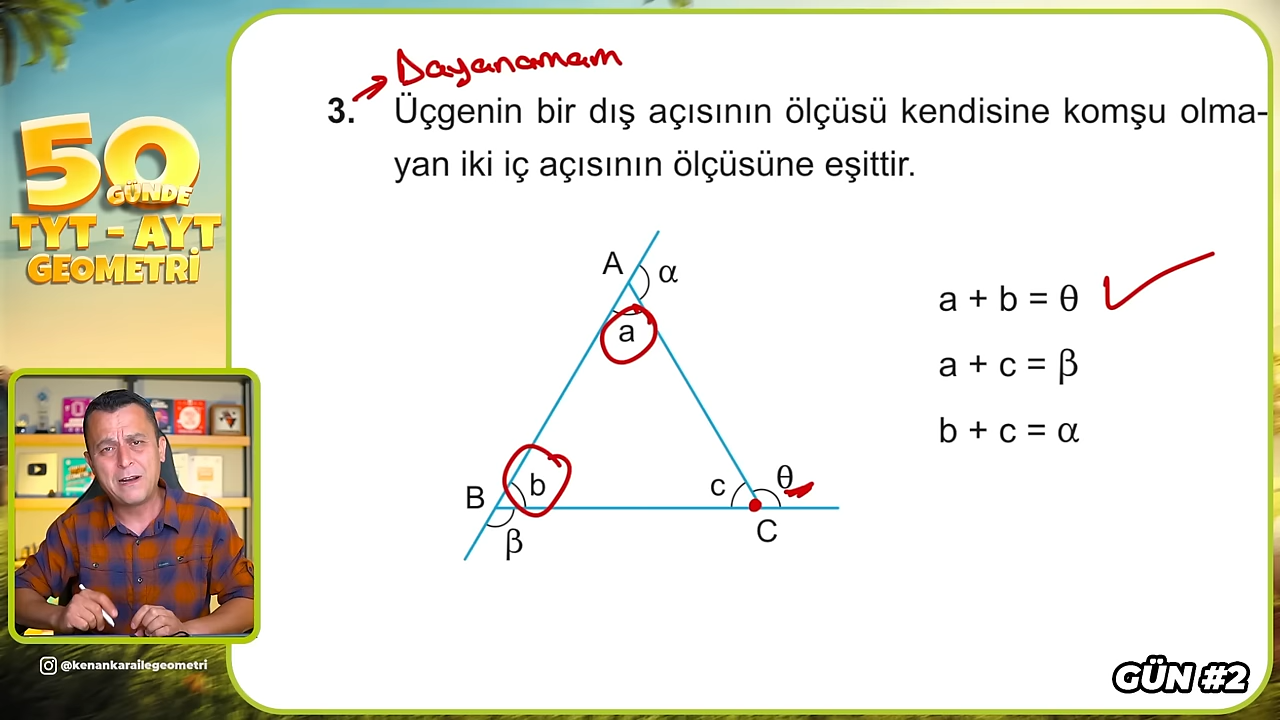 50
GÜNDE
TYT - AYT
GEOMETRİ
Dayanamam
3. Üçgenin bir dış açısının ölçüsü kendisine komşu olma-
yan iki iç açısının ölçüsüne eşittir.
A α
a
B b
β
c θ
C
a + b = θ
a + c = β
b + c = α
@kenankarailegeometri
GÜN #2